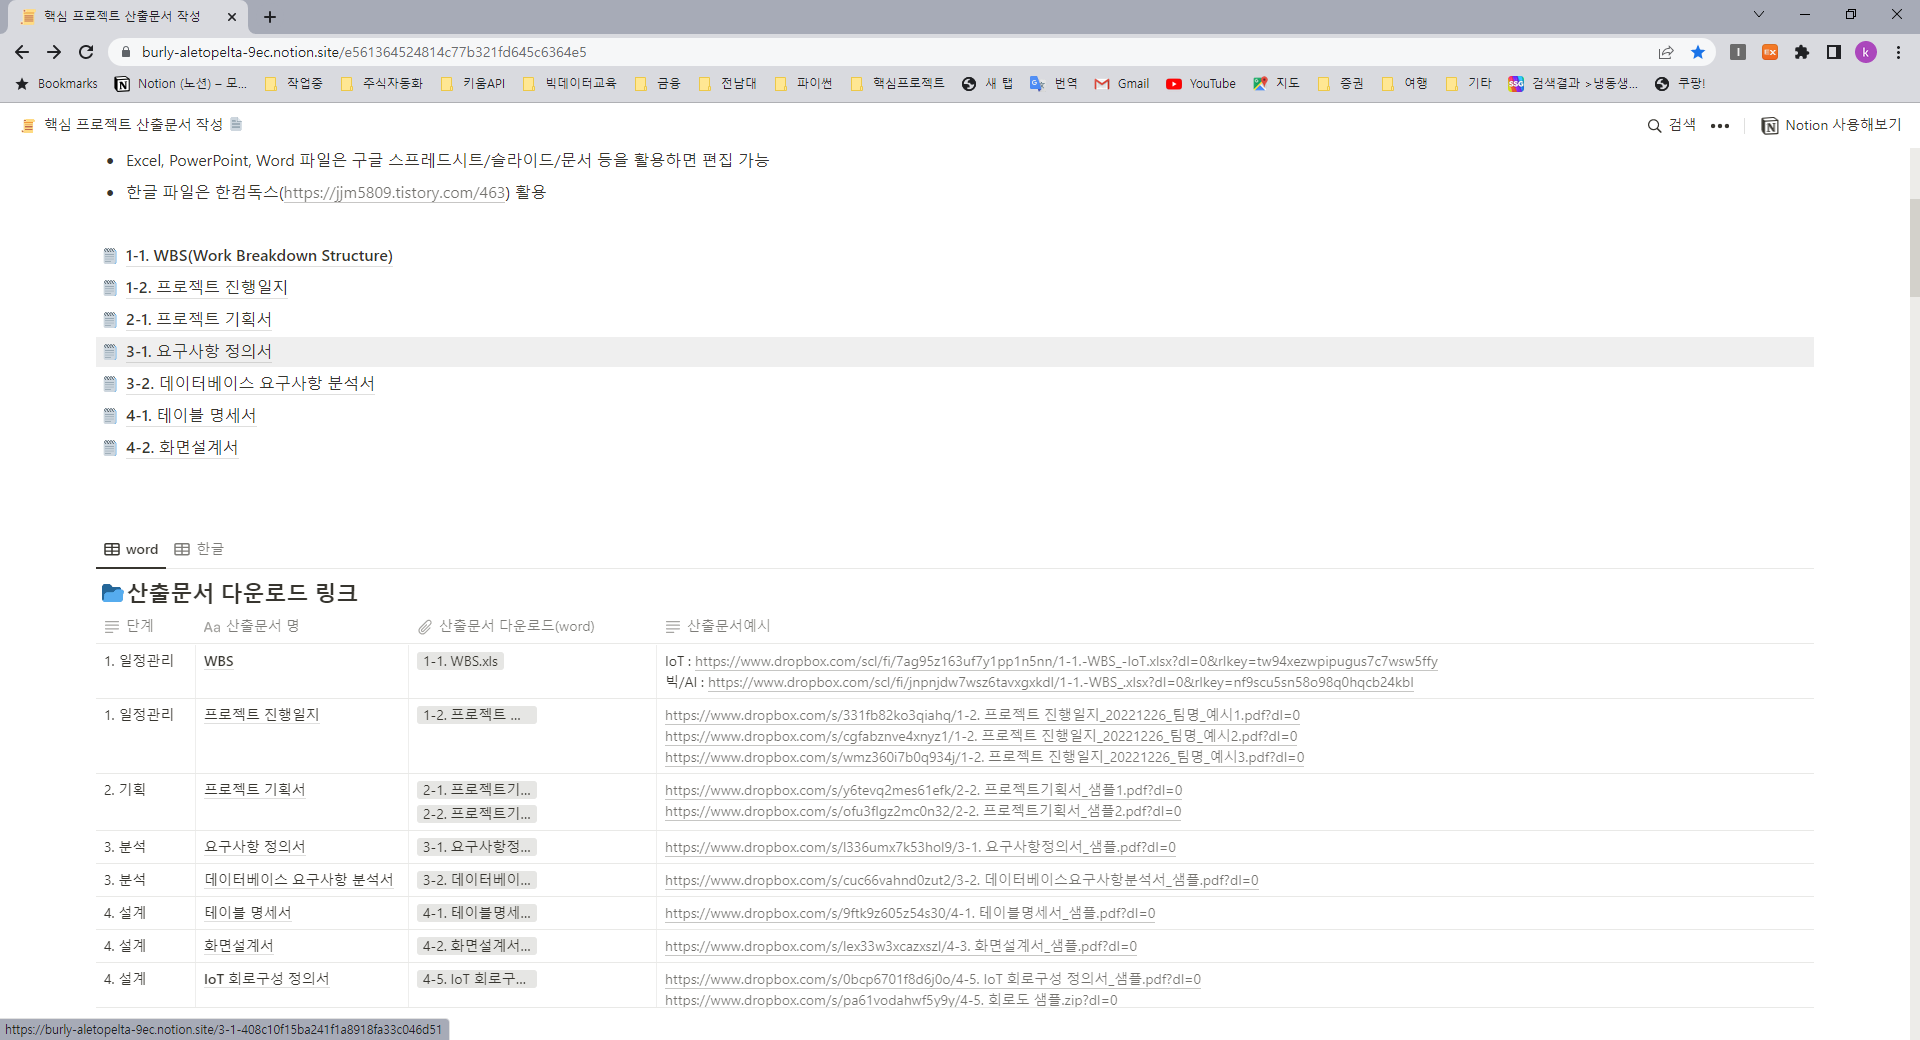 핵심 프로젝트 산출문서 작성
burly-aletopelta-9ec.notion.site/e561364524814c77b321fd645c6364e5
Bookmarks Notion (노션) – 모... 작업중 주식자동화 키움API 빅데이터교육 금융 전남대 파이썬 핵심프로젝트 새 탭 번역 Gmail YouTube 지도 증권 여행 기타 검색결과 >냉동생... 쿠팡!
핵심 프로젝트 산출문서 작성 검색 Notion 사용해보기
Excel, PowerPoint, Word 파일은 구글 스프레드시트/슬라이드/문서 등을 활용하면 편집 가능
한글 파일은 한컴독스(https://jjm5809.tistory.com/463) 활용
1-1. WBS(Work Breakdown Structure)
1-2. 프로젝트 진행일지
2-1. 프로젝트 기획서
3-1. 요구사항 정의서
3-2. 데이터베이스 요구사항 분석서
4-1. 테이블 명세서
4-2. 화면설계서
word 한글
산출문서 다운로드 링크
단계 Aa 산출문서 명 산출문서 다운로드(word) 산출문서예시
1. 일정관리 WBS 1-1. WBS.xls IoT : https://www.dropbox.com/scl/fi/7ag95z163uf7y1pp1n5nn/1-1.-WBS_-IoT.xlsx?dl=0&rlkey=tw94xezwpipugus7c7wsw5ffy
빅/AI : https://www.dropbox.com/scl/fi/jnpnjdw7wsz6tavxgxkdl/1-1.-WBS_.xlsx?dl=0&rlkey=nf9scu5sn58o98q0hqcb24kbl
1. 일정관리 프로젝트 진행일지 1-2. 프로젝트 ... https://www.dropbox.com/s/331fb82ko3qiahq/1-2. 프로젝트 진행일지_20221226_팀명_예시1.pdf?dl=0
https://www.dropbox.com/s/cgfabznve4xnyz1/1-2. 프로젝트 진행일지_20221226_팀명_예시2.pdf?dl=0
https://www.dropbox.com/s/wmz360i7b0q934j/1-2. 프로젝트 진행일지_20221226_팀명_예시3.pdf?dl=0
2. 기획 프로젝트 기획서 2-1. 프로젝트기... https://www.dropbox.com/s/y6tevq2mes61efk/2-2. 프로젝트기획서_샘플1.pdf?dl=0
2-2. 프로젝트기... https://www.dropbox.com/s/ofu3flgz2mc0n32/2-2. 프로젝트기획서_샘플2.pdf?dl=0
3. 분석 요구사항 정의서 3-1. 요구사항정... https://www.dropbox.com/s/l336umx7k53hol9/3-1. 요구사항정의서_샘플.pdf?dl=0
3. 분석 데이터베이스 요구사항 분석서 3-2. 데이터베이... https://www.dropbox.com/s/cuc66vahnd0zut2/3-2. 데이터베이스요구사항분석서_샘플.pdf?dl=0
4. 설계 테이블 명세서 4-1. 테이블명세... https://www.dropbox.com/s/9ftk9z605z54s30/4-1. 테이블명세서_샘플.pdf?dl=0
4. 설계 화면설계서 4-2. 화면설계서... https://www.dropbox.com/s/lex33w3xcazxszl/4-3. 화면설계서_샘플.pdf?dl=0
4. 설계 IoT 회로구성 정의서 4-5. IoT 회로구... https://www.dropbox.com/s/0bcp6701f8d6j0o/4-5. IoT 회로구성 정의서_샘플.pdf?dl=0
https://www.dropbox.com/s/pa61vodahwf5y9y/4-5. 회로도 샘플.zip?dl=0
https://burly-aletopelta-9ec.notion.site/3-1-408c10f15ba241f1a8918fa33c046d51